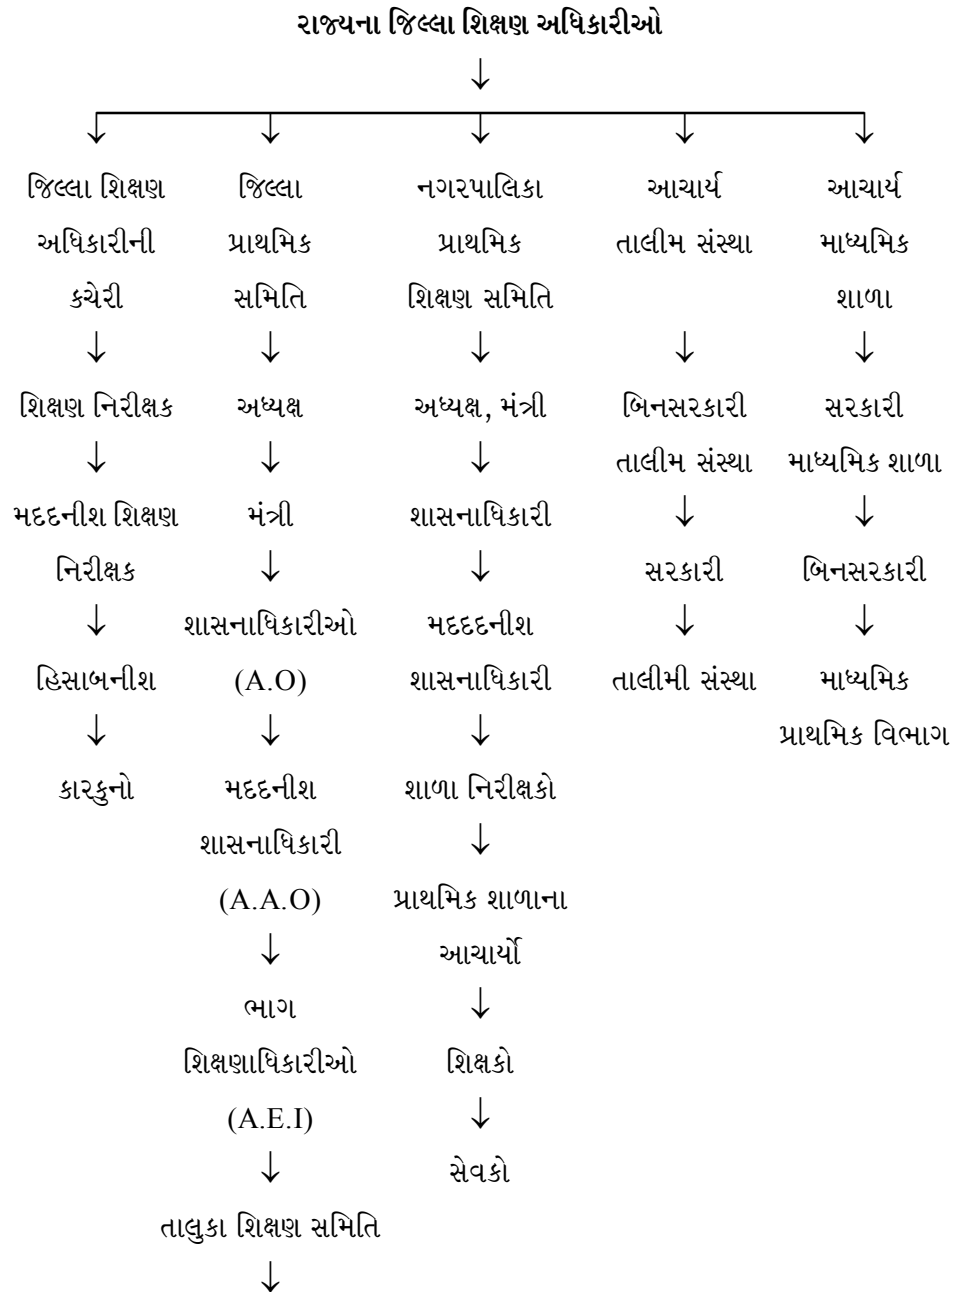 રાજ્યના જિલ્લા શિક્ષણ અધિકારીઓ
જિલ્લા શિક્ષણ
અધિકારીની
કચેરી
શિક્ષણ નિરીક્ષક
મદદનીશ શિક્ષણ
નિરીક્ષક
હિસાબનીશ
કારકુનો
જિલ્લા
પ્રાથમિક
સમિતિ
અધ્યક્ષ
મંત્રી
શાસનાધિકારીઓ
(A.O)
મદદનીશ
શાસનાધિકારી
(A.A.O)
ભાગ
શિક્ષણાધિકારીઓ
(A.E.I)
તાલુકા શિક્ષણ સમિતિ
નગરપાલિકા
પ્રાથમિક
શિક્ષણ સમિતિ
અધ્યક્ષ, મંત્રી
શાસનાધિકારી
મદદદનીશ
શાસનાધિકારી
શાળા નિરીક્ષકો
પ્રાથમિક શાળાના
આચાર્યો
શિક્ષકો
સેવકો
આચાર્ય
તાલીમ સંસ્થા
બિનસરકારી
તાલીમ સંસ્થા
સરકારી
તાલીમી સંસ્થા
આચાર્ય
માધ્યમિક
શાળા
સરકારી
માધ્યમિક શાળા
બિનસરકારી
માધ્યમિક
પ્રાથમિક વિભાગ